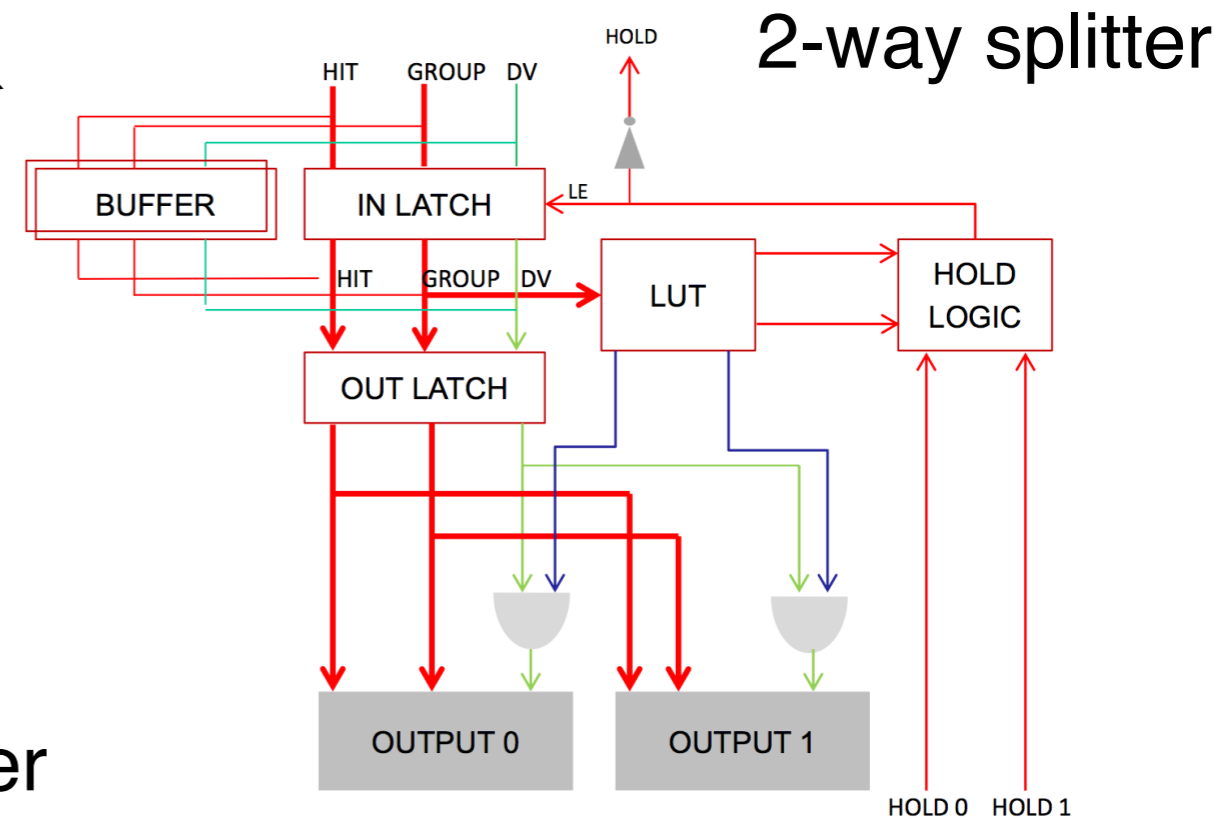 2-way splitter
HOLD
HIT GROUP DV
BUFFER
IN LATCH
LE
HIT GROUP DV
LUT
HOLD
LOGIC
OUT LATCH
OUTPUT 0
OUTPUT 1
er
HOLD 0 HOLD 1